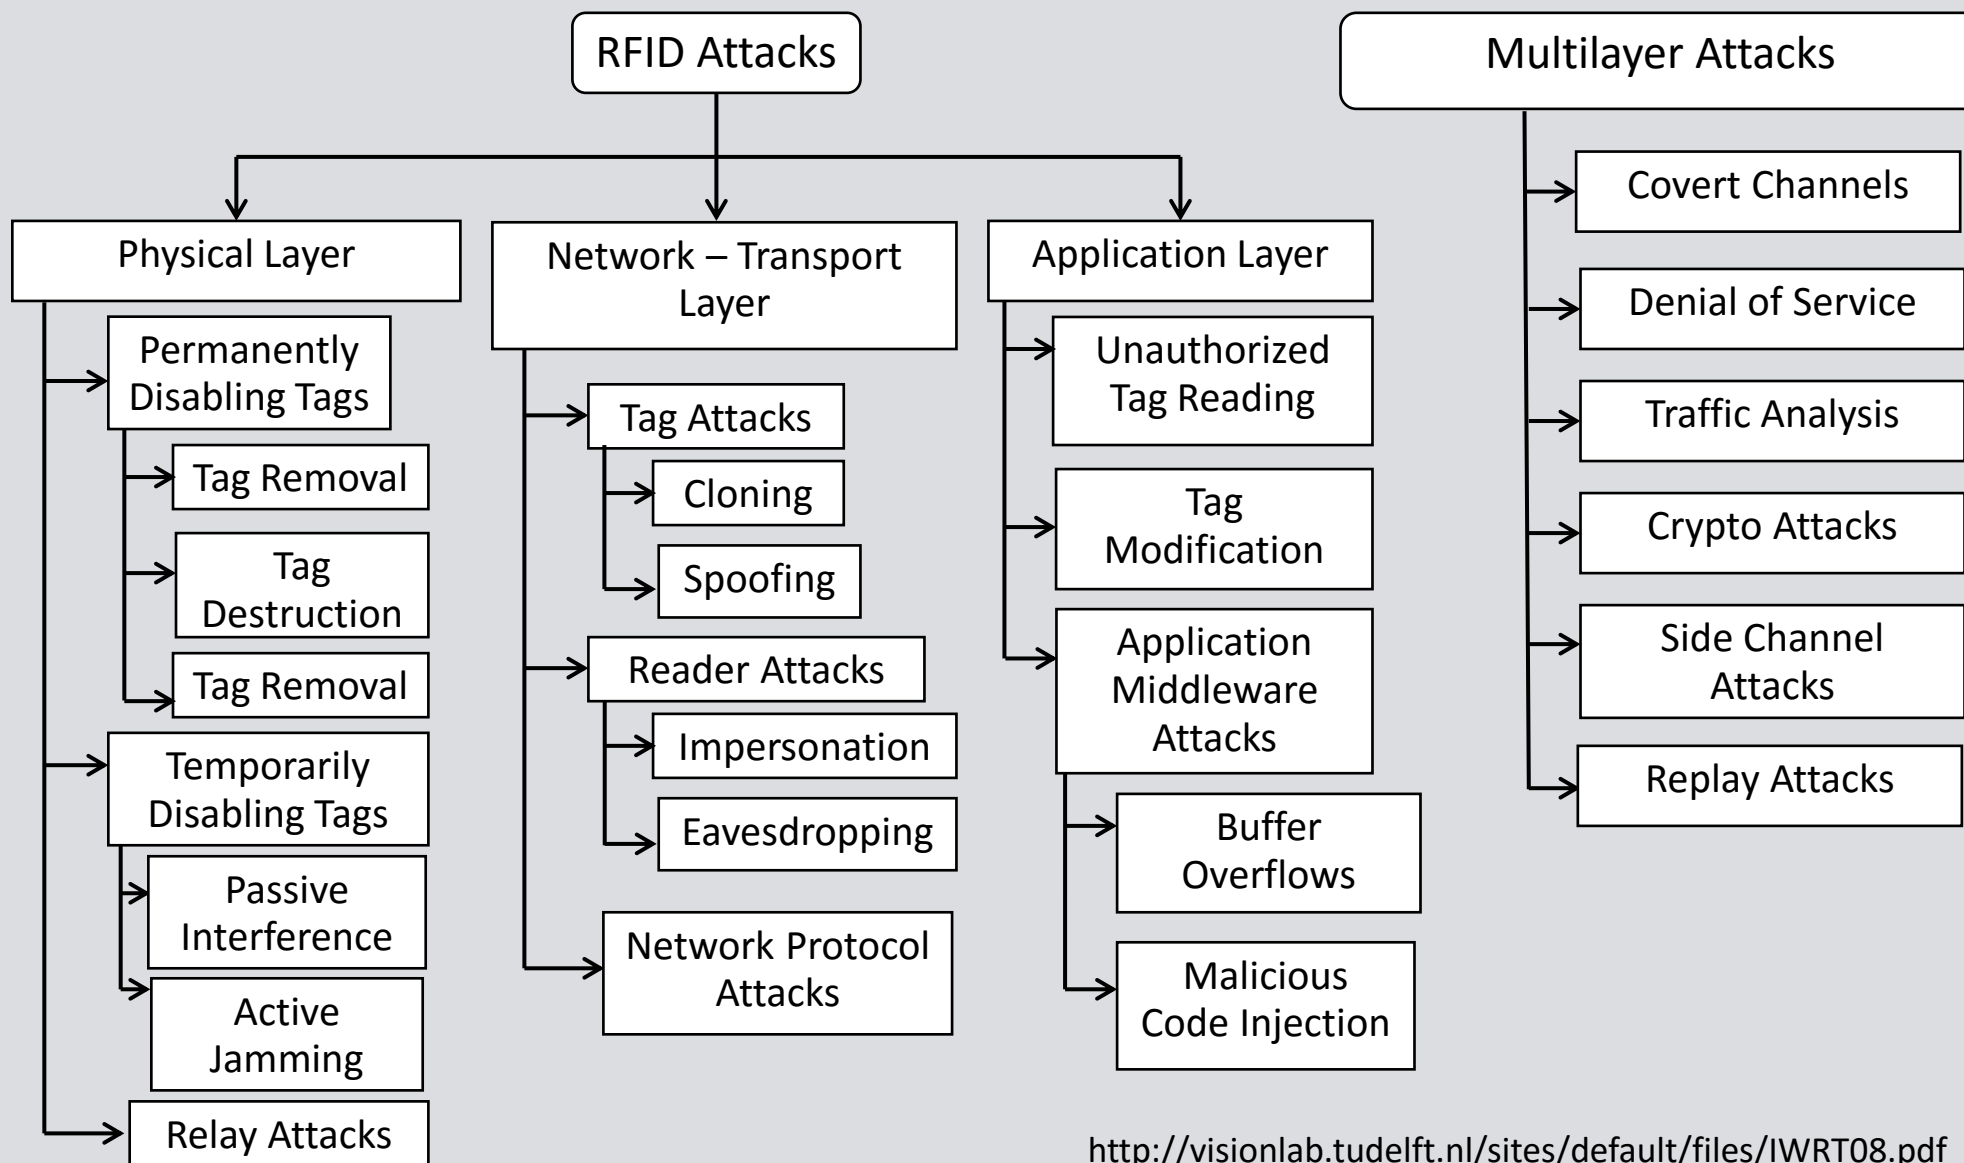 RFID Attacks
Multilayer Attacks
Physical Layer
Permanently
Disabling Tags
Tag Removal
Tag
Destruction
Tag Removal
Temporarily
Disabling Tags
Passive
Interference
Active
Jamming
Relay Attacks
Network – Transport
Layer
Tag Attacks
Cloning
Spoofing
Reader Attacks
Impersonation
Eavesdropping
Network Protocol
Attacks
Application Layer
Unauthorized
Tag Reading
Tag
Modification
Application
Middleware
Attacks
Buffer
Overflows
Malicious
Code Injection
Covert Channels
Denial of Service
Traffic Analysis
Crypto Attacks
Side Channel
Attacks
Replay Attacks
http://visionlab.tudelft.nl/sites/default/files/IWRT08.pdf